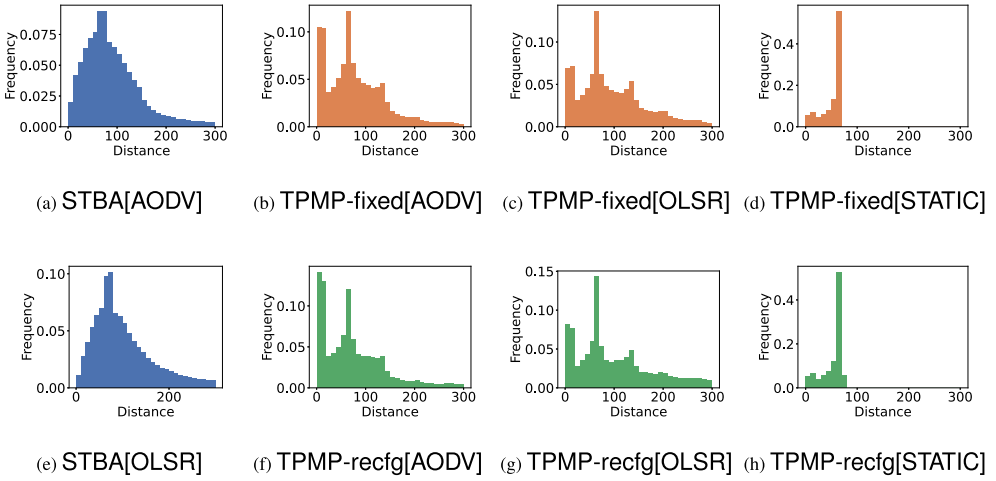 Frequency
0.075
0.050
0.025
0.000
0 100 200 300
Distance
(a) STBA[AODV]
Frequency
0.10
0.05
0.00
0 100 200 300
Distance
(b) TPMP-fixed[AODV]
Frequency
0.10
0.05
0.00
0 100 200 300
Distance
(c) TPMP-fixed[OLSR]
Frequency
0.4
0.2
0.0
0 100 200 300
Distance
(d) TPMP-fixed[STATIC]
Frequency
0.10
0.05
0.00
0 200
Distance
(e) STBA[OLSR]
Frequency
0.10
0.05
0.00
0 100 200 300
Distance
(f) TPMP-recfg[AODV]
Frequency
0.15
0.10
0.05
0.00
0 100 200 300
Distance
(g) TPMP-recfg[OLSR]
Frequency
0.4
0.2
0.0
0 100 200 300
Distance
(h) TPMP-recfg[STATIC]